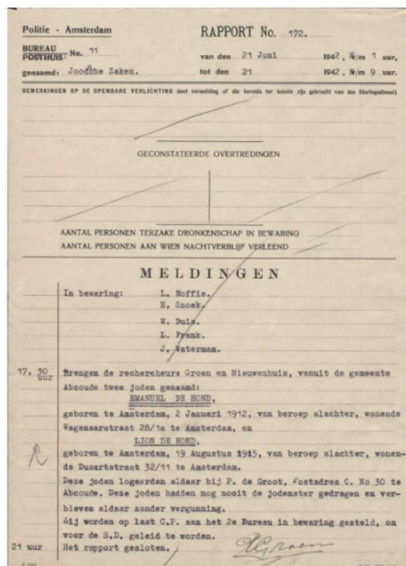 Politie - Amsterdam
RAPPORT No. 172.
BUREAU
POSTHUIS No. 11
van den 21 Juni 1942, v/m 1 uur,
genaamd: Joodsche Zaken.
tot den 21 1942, v/m 9 uur.
BEMERKINGEN OP DE OPENBARE VERLICHTING (met vermelding of die bereids ter kennis zijn gebracht van den Storingsdienst)
GECONSTATEERDE OVERTREDINGEN
AANTAL PERSONEN TERZAKE DRONKENSCHAP IN BEWARING
AANTAL PERSONEN AAN WIEN NACHTVERBLIJF VERLEEND
MELDINGEN
In bewaring: L. Moffie.
E. Snoek.
W. Duis.
L. Frank.
J. Waterman.
17,30 uur Brengen de rechercheurs Groen en Nieuwenhuis, vanuit de gemeente
Abcoude twee joden genaamd:
EMANUEL DE HOND,
geboren te Amsterdam, 2 Januari 1912, van beroep slachter, wonende
Wagenaarstraat 28/1a te Amsterdam, en
LION DE HOND.
geboren te Amsterdam, 19 Augustus 1915, van beroep slachter, wonen-
de Dusartstraat 32/11 te Amsterdam.
Deze joden logeerden aldaar bij P. de Groot, Postadres C. No 30 te
Abcoude. Deze joden hadden nog nooit de jodenster gedragen en ver-
bleven aldaar zonder vergunning.
Zij worden op last C.P. aan het 2e Bureau in bewaring gesteld, en
voor de S.D. geleid te worden.
21 uur Het rapport gesloten.
Groen